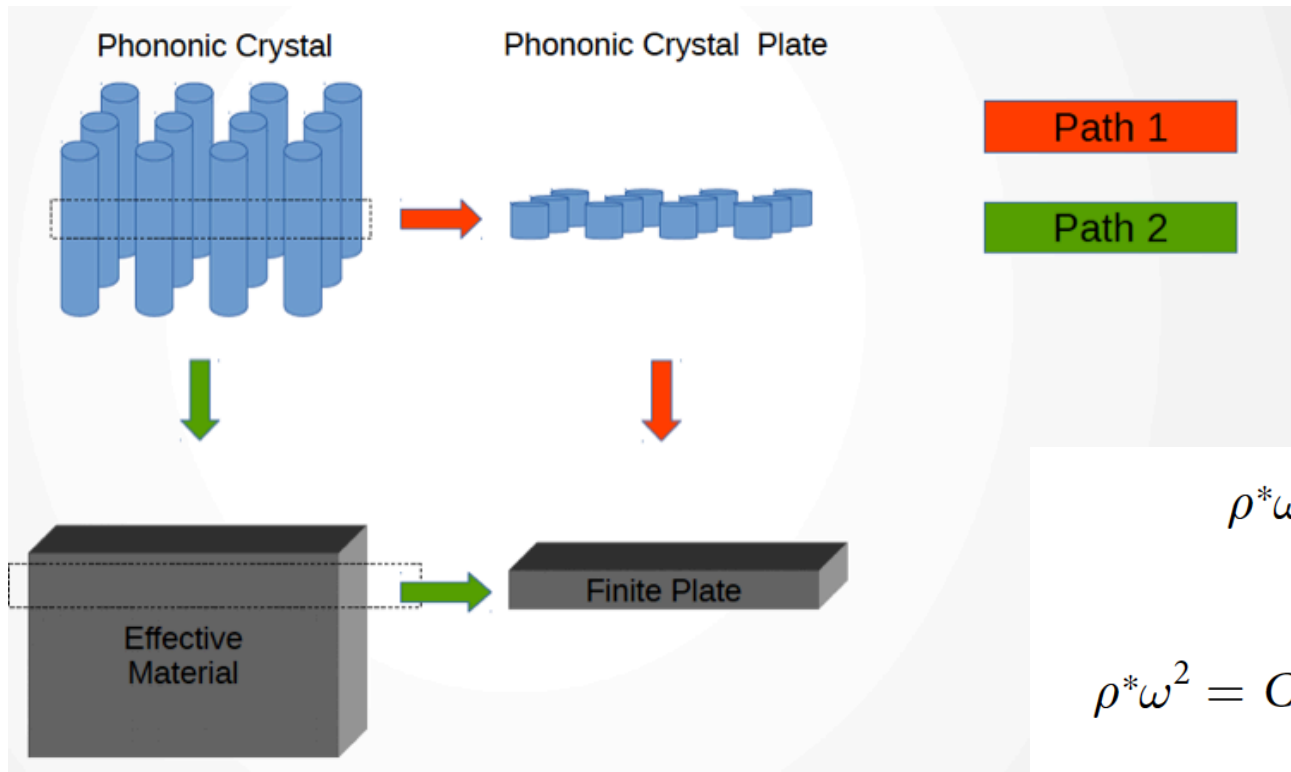 Phononic Crystal
Phononic Crystal Plate
Path 1
Path 2
Effective
Material
Finite Plate
ρ*ω
ρ*ω² = C